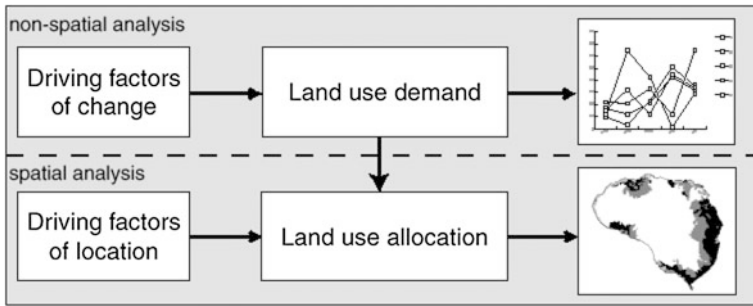 non-spatial analysis
Driving factors
of change
Land use demand
spatial analysis
Driving factors
of location
Land use allocation